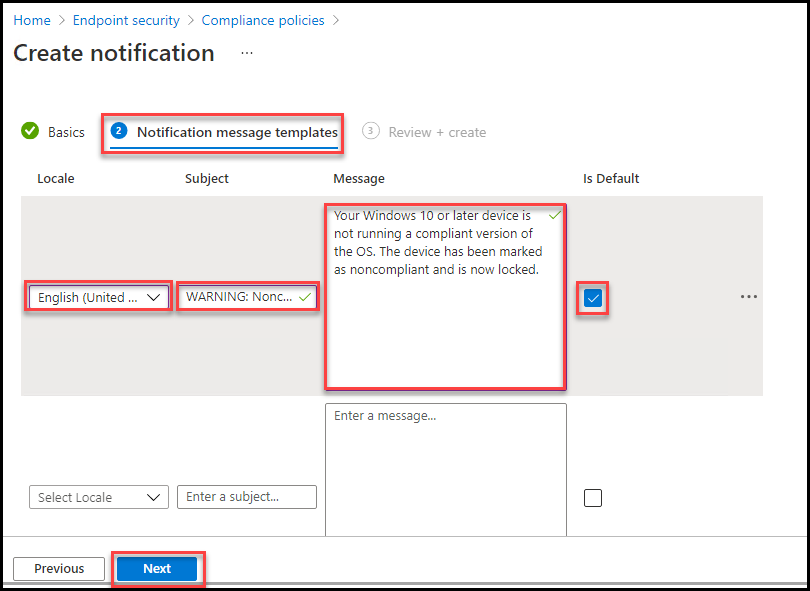 Home > Endpoint security > Compliance policies >
Create notification ...
Basics 2 Notification message templates 3 Review + create
Locale Subject Message Is Default
Your Windows 10 or later device is
not running a compliant version of
the OS. The device has been marked
as noncompliant and is now locked.
English (United ... WARNING: Nonc...
Enter a message...
Select Locale Enter a subject...
Previous Next